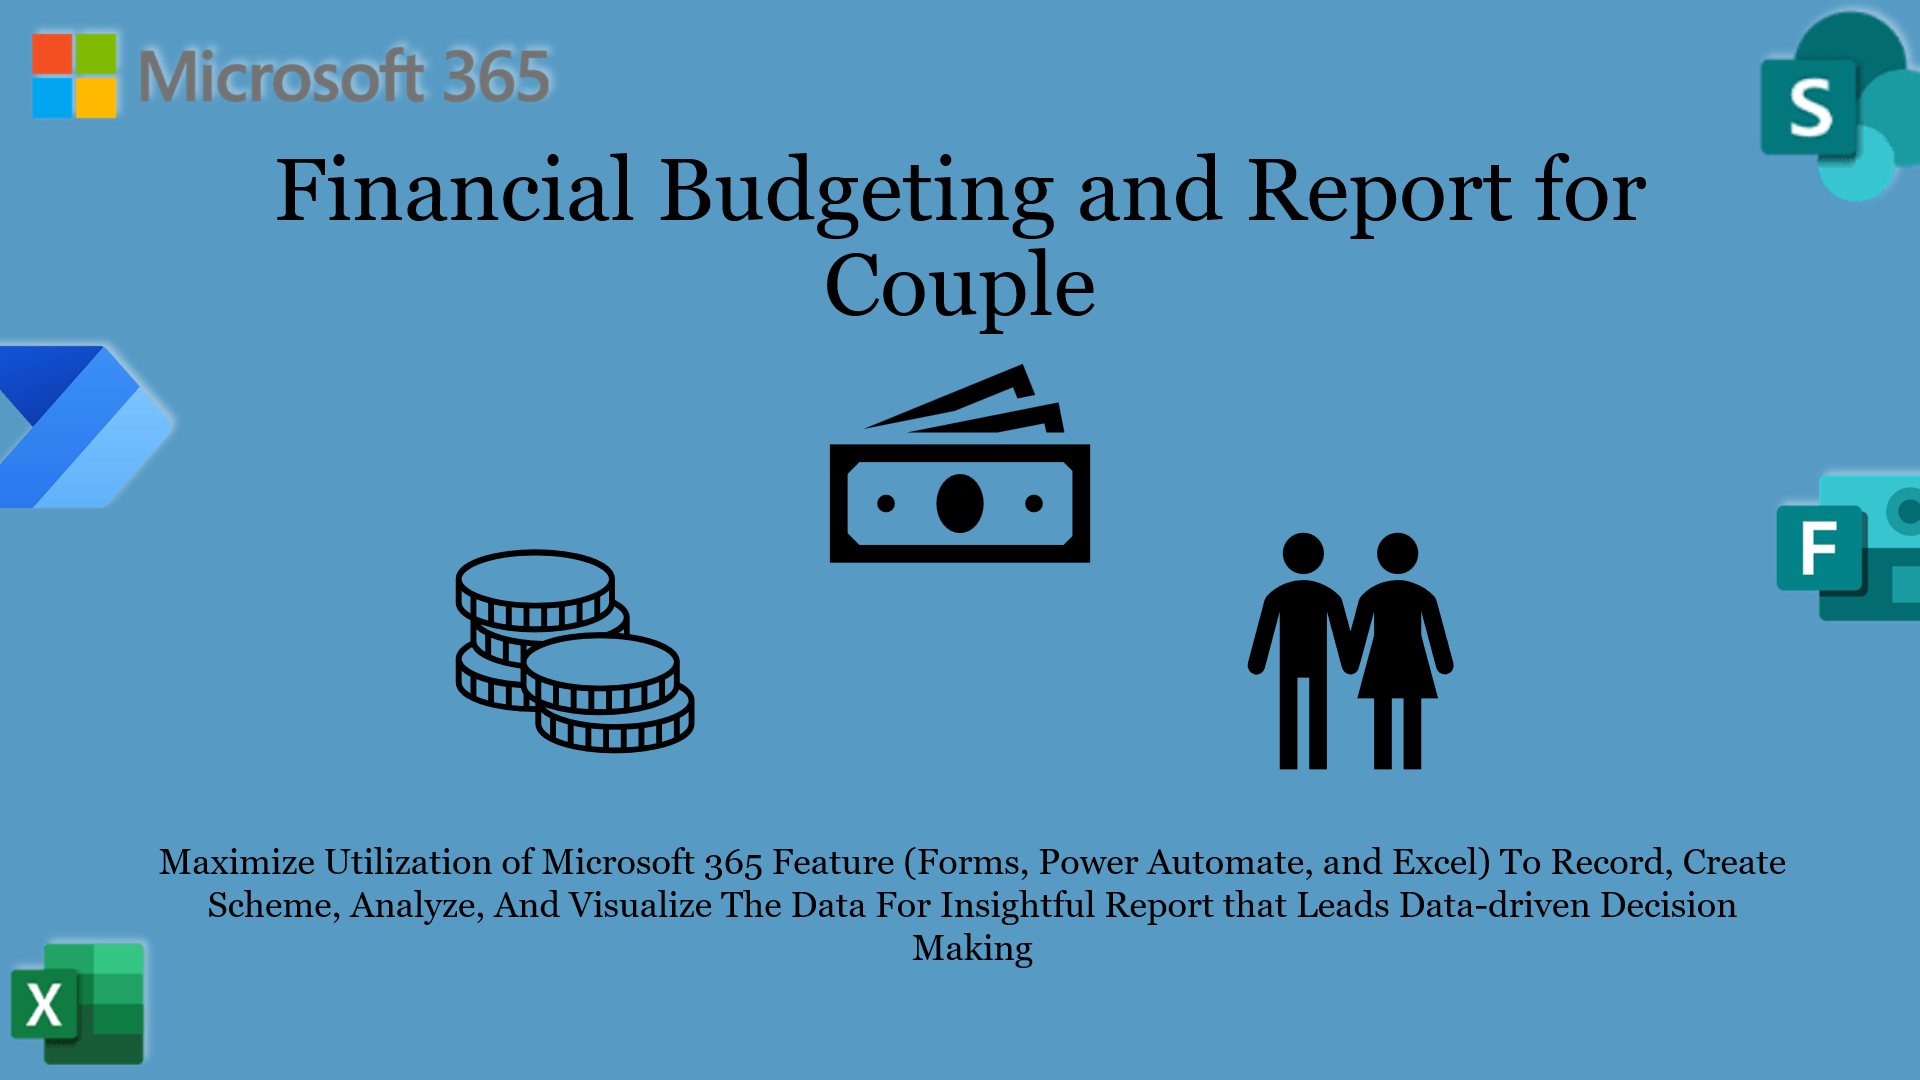 Microsoft 365
S
Financial Budgeting and Report for
Couple
F
Maximize Utilization of Microsoft 365 Feature (Forms, Power Automate, and Excel) To Record, Create
Scheme, Analyze, And Visualize The Data For Insightful Report that Leads Data-driven Decision
Making
X